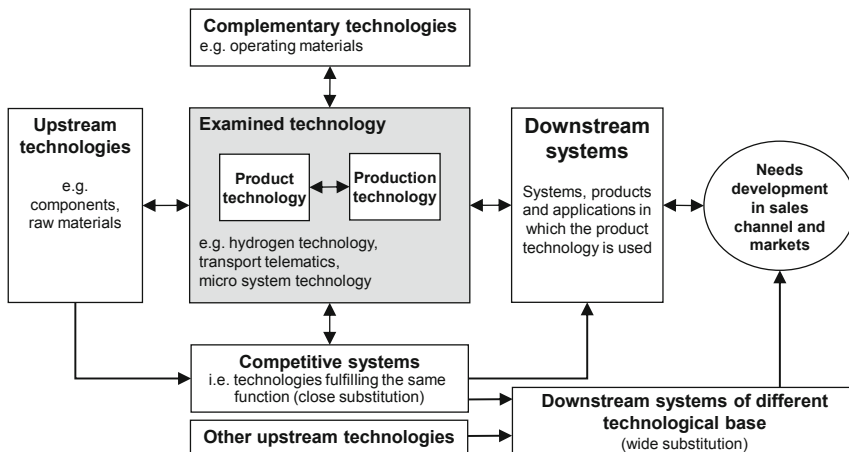 Complementary technologies
e.g. operating materials
Upstream
technologies
e.g.
components,
raw materials
Examined technology
Product
technology
Production
technology
e.g. hydrogen technology,
transport telematics,
micro system technology
Downstream
systems
Systems, products
and applications in
which the product
technology is used
Needs
development
in sales
channel and
markets
Competitive systems
i.e. technologies fulfilling the same
function (close substitution)
Other upstream technologies
Downstream systems of different
technological base
(wide substitution)